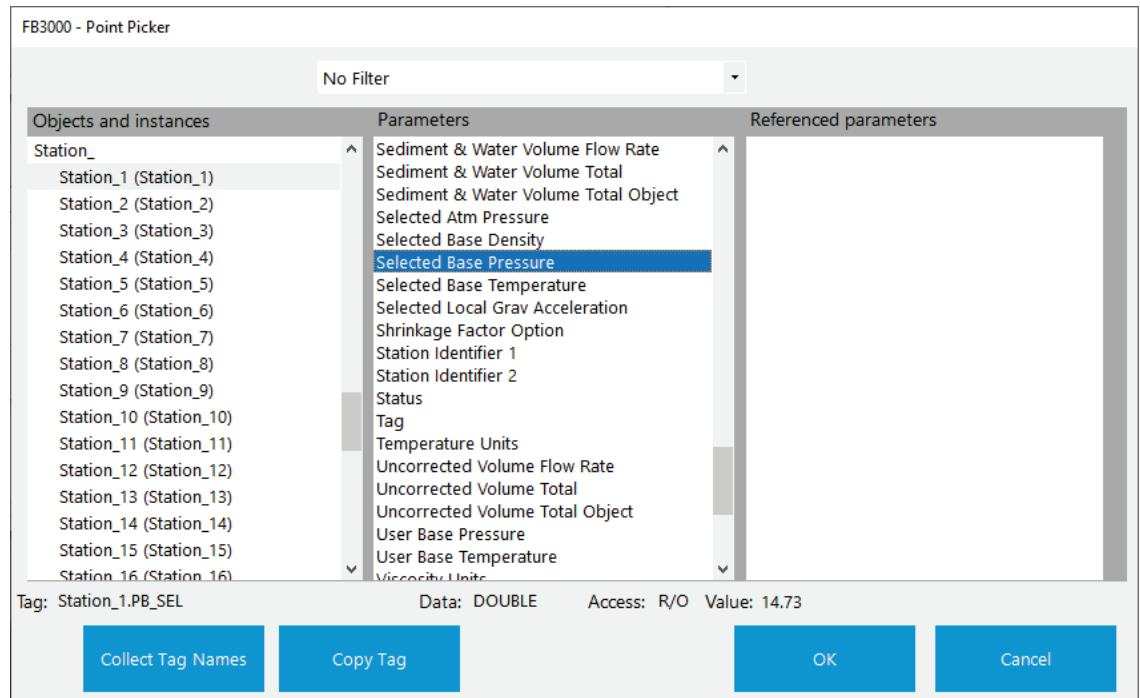 FB3000 - Point Picker
No Filter
Objects and instances
Station_
Station_1 (Station_1)
Station_2 (Station_2)
Station_3 (Station_3)
Station_4 (Station_4)
Station_5 (Station_5)
Station_6 (Station_6)
Station_7 (Station_7)
Station_8 (Station_8)
Station_9 (Station_9)
Station_10 (Station_10)
Station_11 (Station_11)
Station_12 (Station_12)
Station_13 (Station_13)
Station_14 (Station_14)
Station_15 (Station_15)
Station_16 (Station_16)
Parameters
Sediment & Water Volume Flow Rate
Sediment & Water Volume Total
Sediment & Water Volume Total Object
Selected Atm Pressure
Selected Base Density
Selected Base Pressure
Selected Base Temperature
Selected Local Grav Acceleration
Shrinkage Factor Option
Station Identifier 1
Station Identifier 2
Status
Tag
Temperature Units
Uncorrected Volume Flow Rate
Uncorrected Volume Total
Uncorrected Volume Total Object
User Base Pressure
User Base Temperature
Viscosity Units
Referenced parameters
Tag: Station_1.PB_SEL Data: DOUBLE Access: R/O Value: 14.73
Collect Tag Names
Copy Tag
OK
Cancel